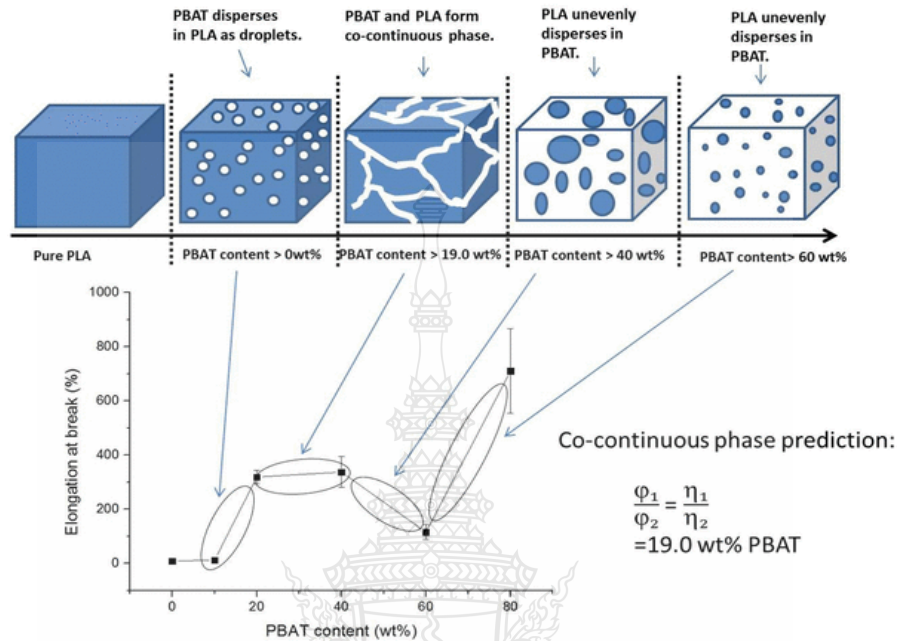 PBAT disperses
in PLA as droplets.
PBAT and PLA form
co-continuous phase.
PLA unevenly
disperses in
PBAT.
PLA unevenly
disperses in
PBAT.
Pure PLA
PBAT content > 0wt%
PBAT content > 19.0 wt%
PBAT content > 40 wt%
PBAT content> 60 wt%
1000
800
600
400
200
0
Elongation at break (%)
0 20 40 60 80
PBAT content (wt%)
Co-continuous phase prediction:
φ₁/φ₂ = η₁/η₂
=19.0 wt% PBAT